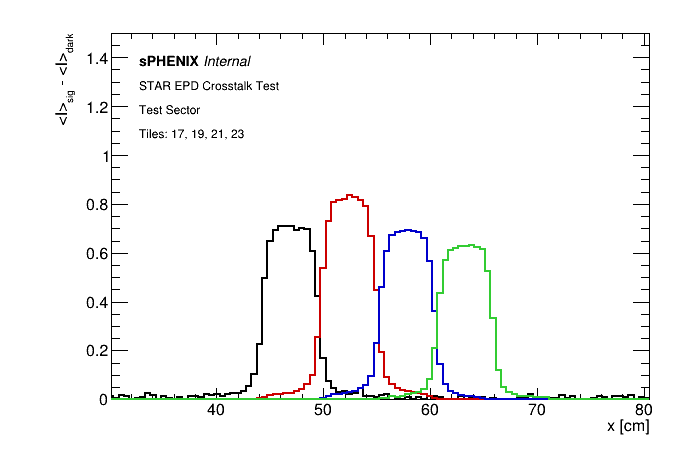 <I>sig - <I>dark
sPHENIX Internal
STAR EPD Crosstalk Test
Test Sector
Tiles: 17, 19, 21, 23
1.4
1.2
1
0.8
0.6
0.4
0.2
0
40 50 60 70 80
x [cm]